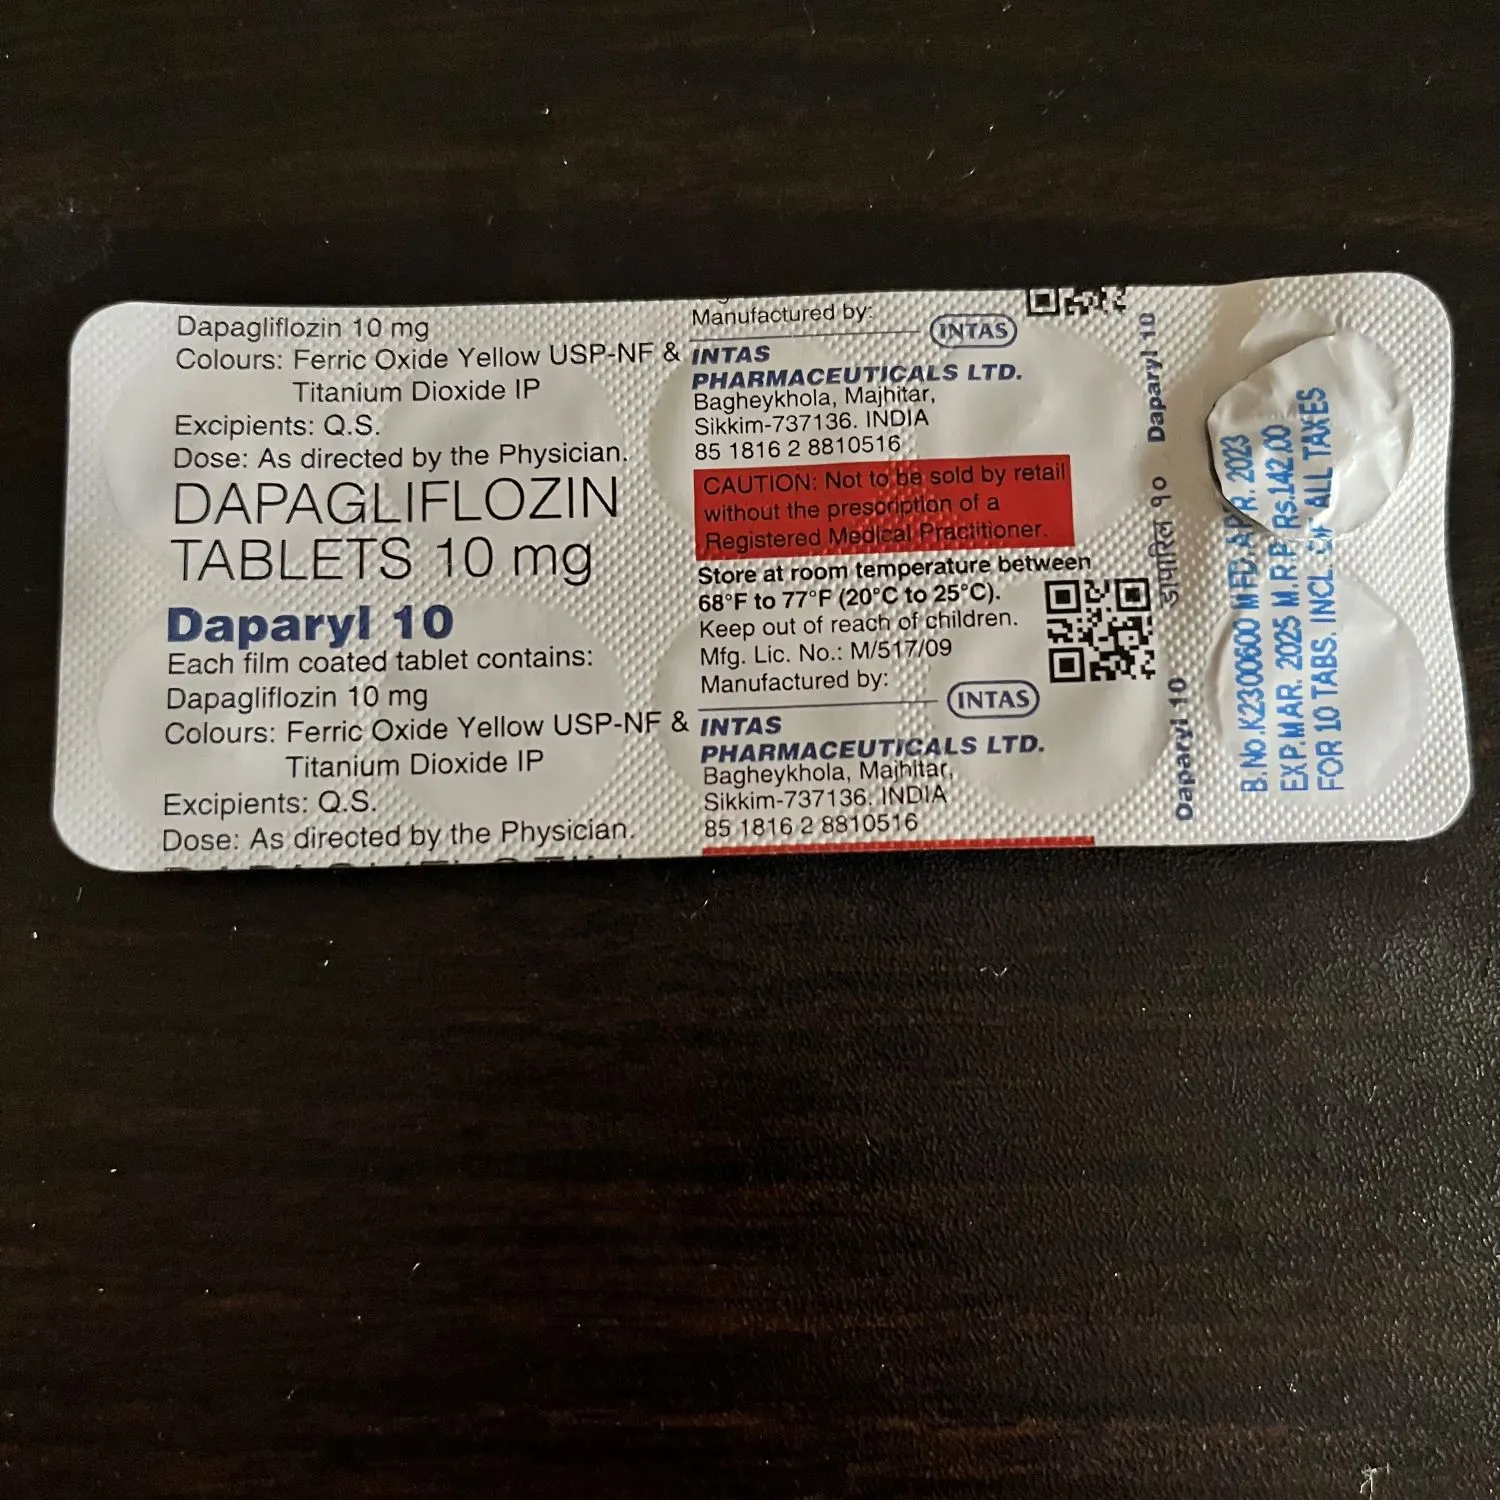 Dapagliflozin 10 mg
Colours: Ferric Oxide Yellow USP-NF &
Titanium Dioxide IP
Excipients: Q.S.
Dose: As directed by the Physician.
DAPAGLIFLOZIN
TABLETS 10 mg
Daparyl 10
Each film coated tablet contains:
Dapagliflozin 10 mg
Colours: Ferric Oxide Yellow USP-NF &
Titanium Dioxide IP
Excipients: Q.S.
Dose: As directed by the Physician.
Manufactured by:
INTAS
INTAS
PHARMACEUTICALS LTD.
Bagheykhola, Majhitar,
Sikkim-737136. INDIA
85 1816 2 8810516
CAUTION: Not to be sold by retail
without the prescription of a
Registered Medical Practitioner.
Store at room temperature between
68°F to 77°F (20°C to 25°C).
Keep out of reach of children.
Mfg. Lic. No.: M/517/09
Manufactured by:
INTAS
INTAS
PHARMACEUTICALS LTD.
Bagheykhola, Majhitar,
Sikkim-737136. INDIA
85 1816 2 8810516
Daparyl 10
डापारिल १०
Daparyl 10
B.No.K2300600 MFD.APR. 2023
EXP.MAR. 2025 M.R.P. Rs.142.00
FOR 10 TABS. INCL. OF ALL TAXES